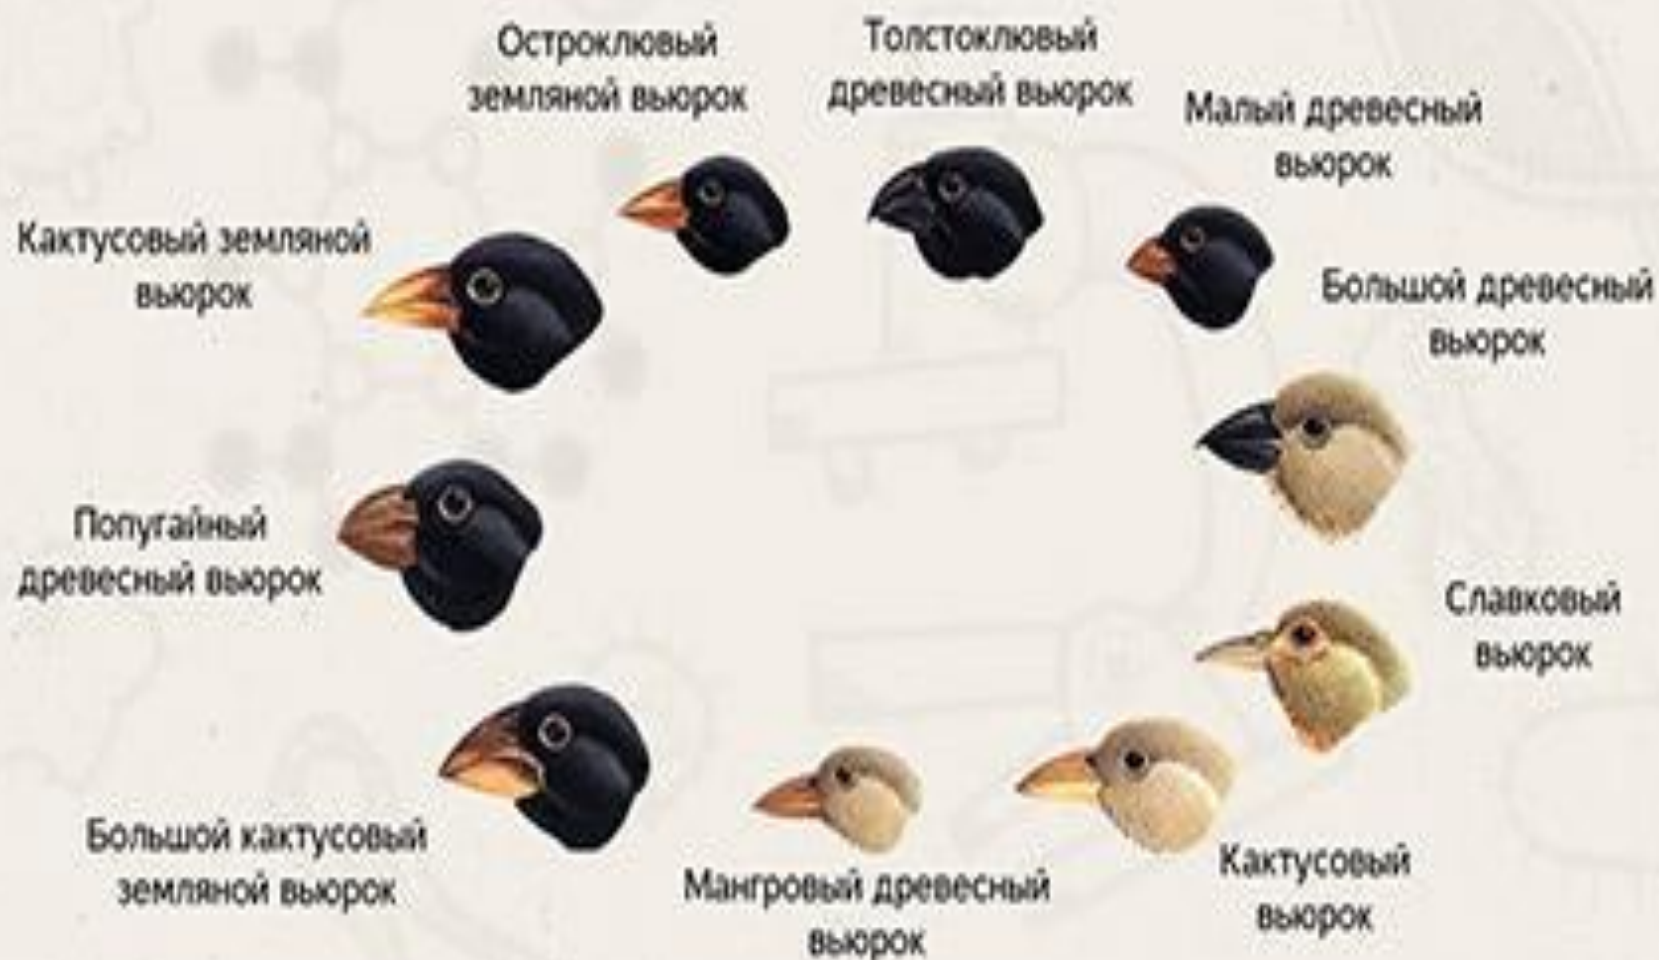 Остроклювый
земляной вьюрок
Толстоклювый
древесный вьюрок
Малый древесный
вьюрок
Кактусовый земляной
вьюрок
Большой древесный
вьюрок
Попугайный
древесный вьюрок
Славковый
вьюрок
Большой кактусовый
земляной вьюрок
Мангровый древесный
вьюрок
Кактусовый
вьюрок